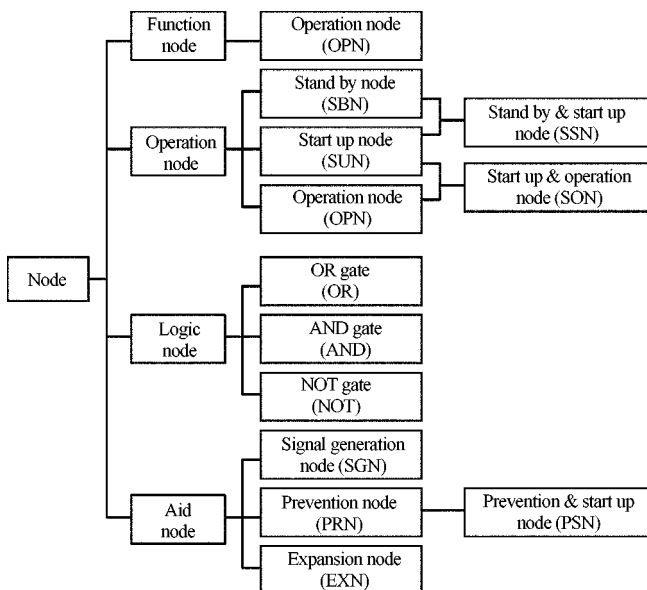 Function
node
Operation node
(OPN)
Stand by node
(SBN)
Stand by & start up
node (SSN)
Operation
node
Start up node
(SUN)
Start up & operation
node (SON)
Operation node
(OPN)
Node
OR gate
(OR)
Logic
node
AND gate
(AND)
NOT gate
(NOT)
Signal generation
node (SGN)
Aid
node
Prevention node
(PRN)
Prevention & start up
node (PSN)
Expansion node
(EXN)